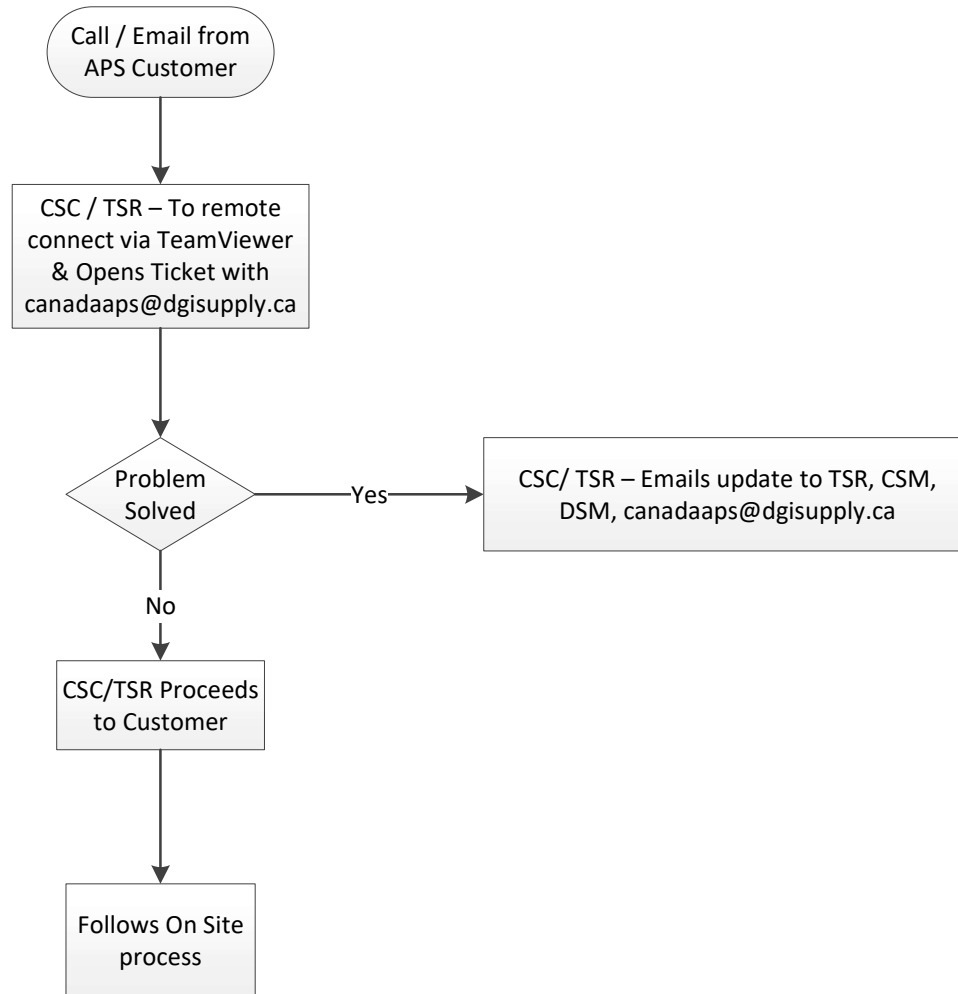 Call / Email from
APS Customer
CSC / TSR – To remote
connect via TeamViewer
& Opens Ticket with
canadaaps@dgisupply.ca
Problem
Solved
Yes
CSC/ TSR – Emails update to TSR, CSM,
DSM, canadaaps@dgisupply.ca
No
CSC/TSR Proceeds
to Customer
Follows On Site
process